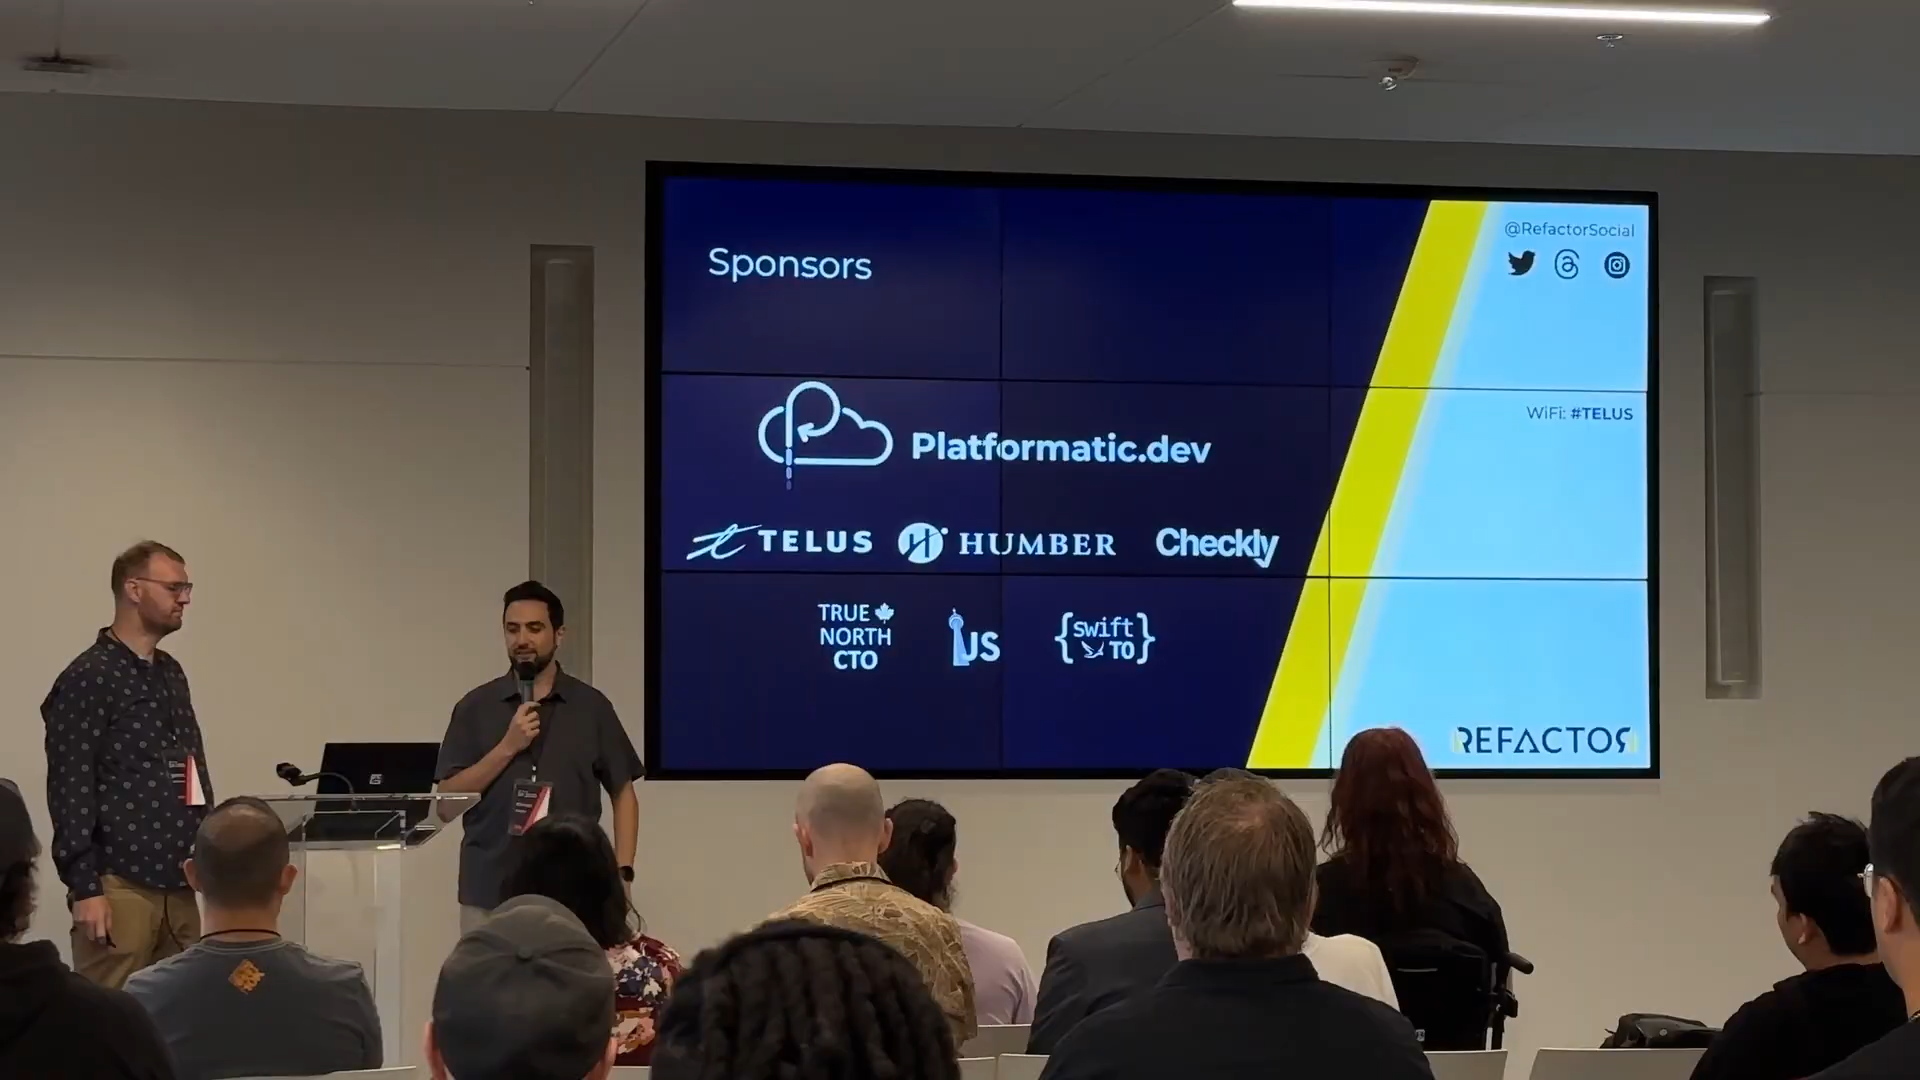 Sponsors
@RefactorSocial
WiFi: #TELUS
Platformatic.dev
TELUS
HUMBER
Checkly
TRUE
NORTH
CTO
JS
{swift
TO}
REFACTOR